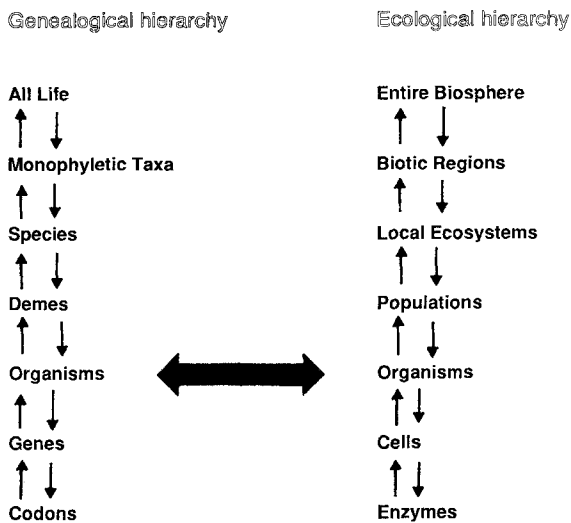 Genealogical hierarchy
All Life
Monophyletic Taxa
Species
Demes
Organisms
Genes
Codons
Ecological hierarchy
Entire Biosphere
Biotic Regions
Local Ecosystems
Populations
Organisms
Cells
Enzymes